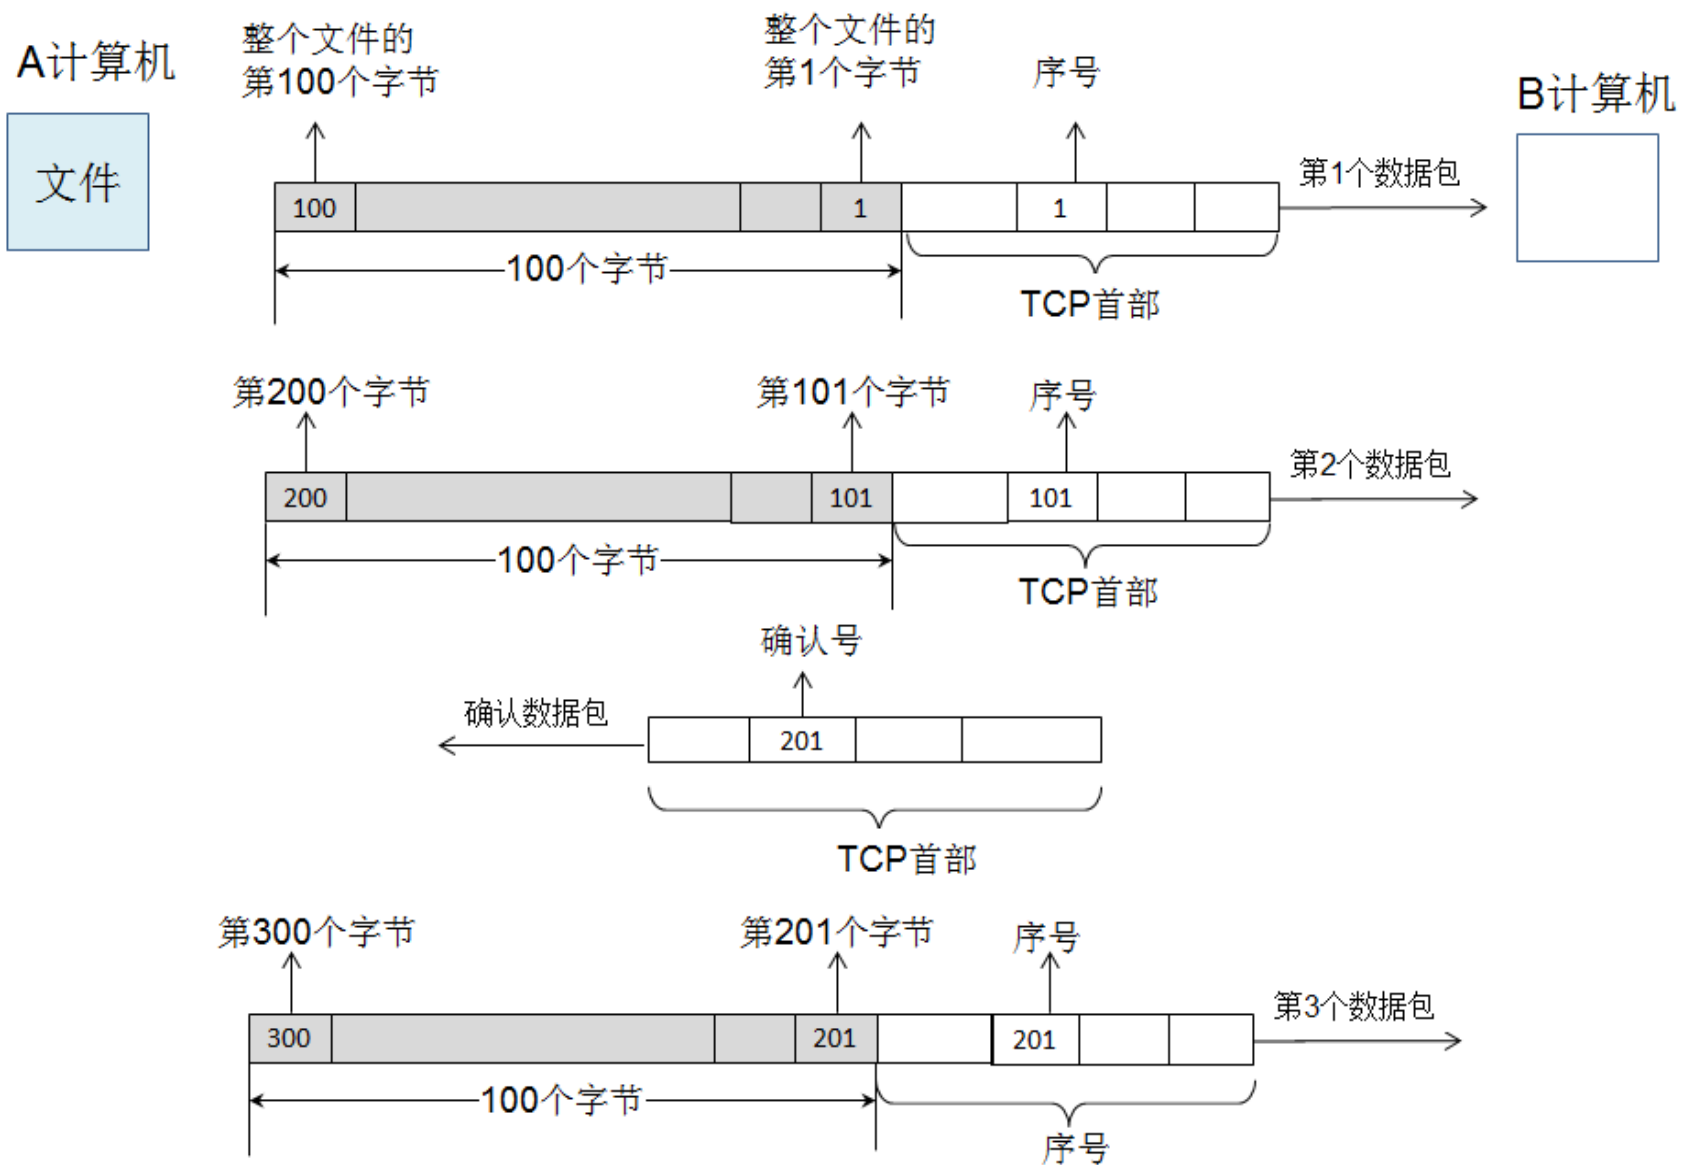 A计算机
文件
整个文件的
第100个字节
整个文件的
第1个字节
序号
B计算机
100
1
1
第1个数据包
100个字节
TCP首部
第200个字节
第101个字节
序号
200
101
101
第2个数据包
100个字节
TCP首部
确认号
确认数据包
201
TCP首部
第300个字节
第201个字节
序号
300
201
201
第3个数据包
100个字节
序号